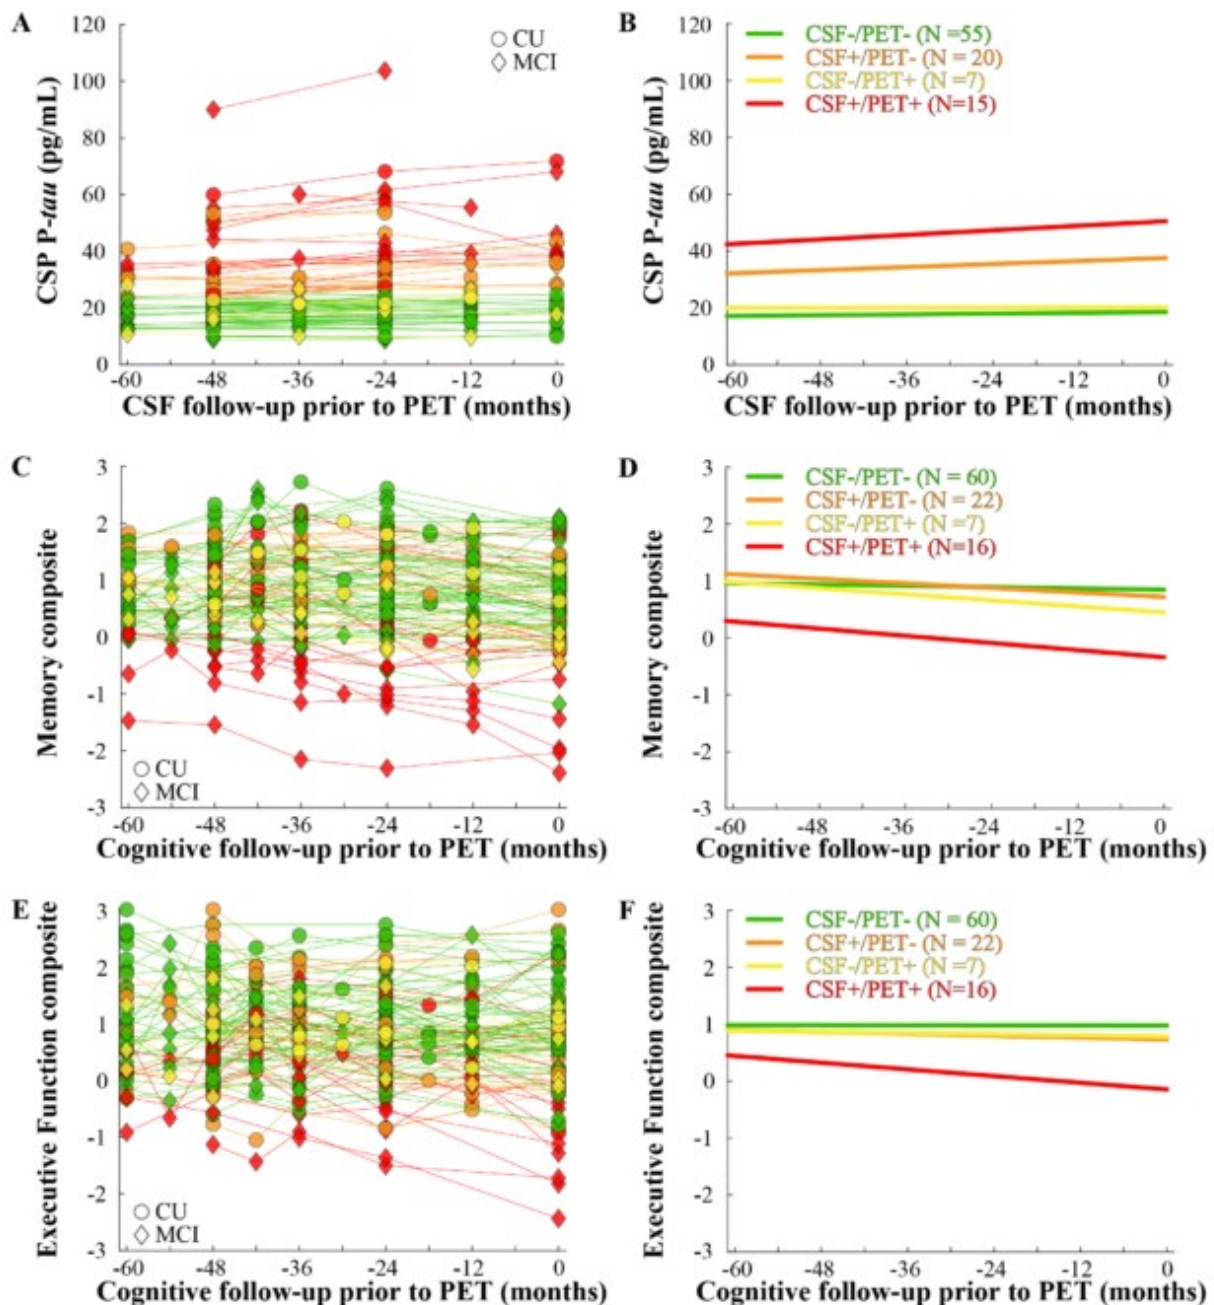 A
120
100
80
60
40
20
0
CSP P-tau (pg/mL)
CU
MCI
-60 -48 -36 -24 -12 0
CSF follow-up prior to PET (months)
B
120
100
80
60
40
20
0
CSP P-tau (pg/mL)
CSF-/PET- (N =55)
CSF+/PET- (N = 20)
CSF-/PET+ (N=7)
CSF+/PET+ (N=15)
-60 -48 -36 -24 -12 0
CSF follow-up prior to PET (months)
C
3
2
1
0
-1
-2
-3
Memory composite
CU
MCI
-60 -48 -36 -24 -12 0
Cognitive follow-up prior to PET (months)
D
3
2
1
0
-1
-2
-3
Memory composite
CSF-/PET- (N = 60)
CSF+/PET- (N = 22)
CSF-/PET+ (N=7)
CSF+/PET+ (N=16)
-60 -48 -36 -24 -12 0
Cognitive follow-up prior to PET (months)
E
3
2
1
0
-1
-2
-3
Executive Function composite
CU
MCI
-60 -48 -36 -24 -12 0
Cognitive follow-up prior to PET (months)
F
3
2
1
0
-1
-2
-3
Executive Function composite
CSF-/PET- (N = 60)
CSF+/PET- (N = 22)
CSF-/PET+ (N=7)
CSF+/PET+ (N=16)
-60 -48 -36 -24 -12 0
Cognitive follow-up prior to PET (months)